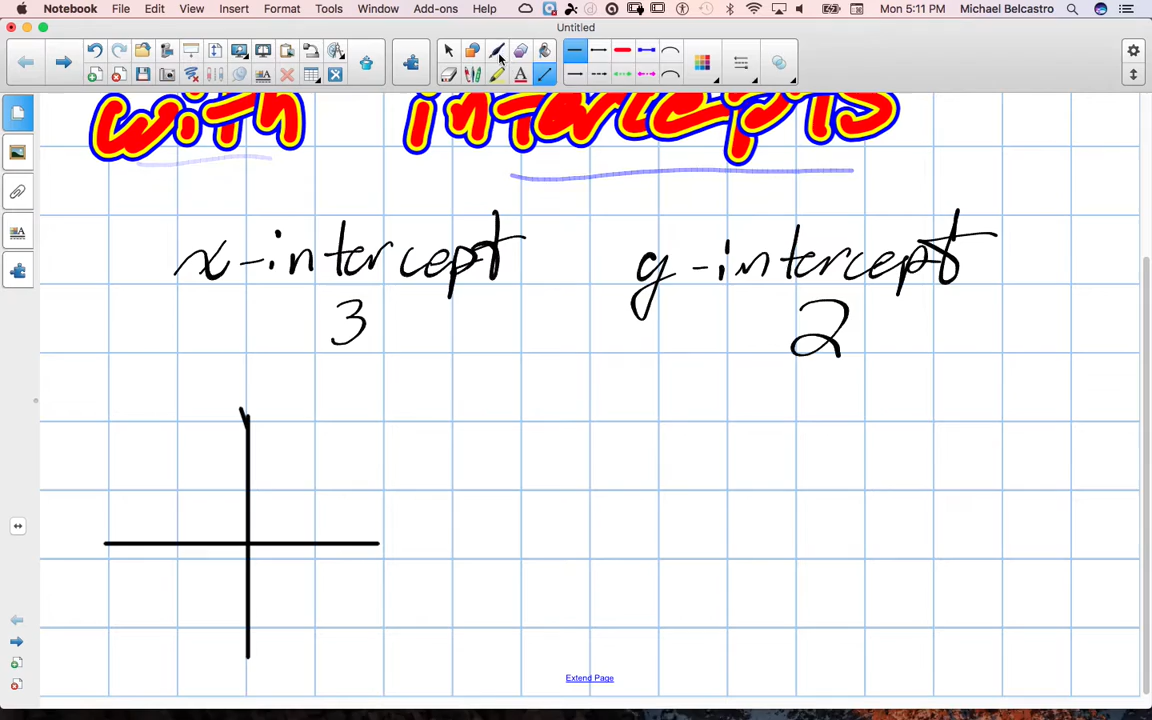 Notebook File Edit View Insert Format Tools Window Add-ons Help Mon 5:11 PM Michael Belcastro
Untitled
with intercepts
x-intercept y-intercept
3 2
Extend Page